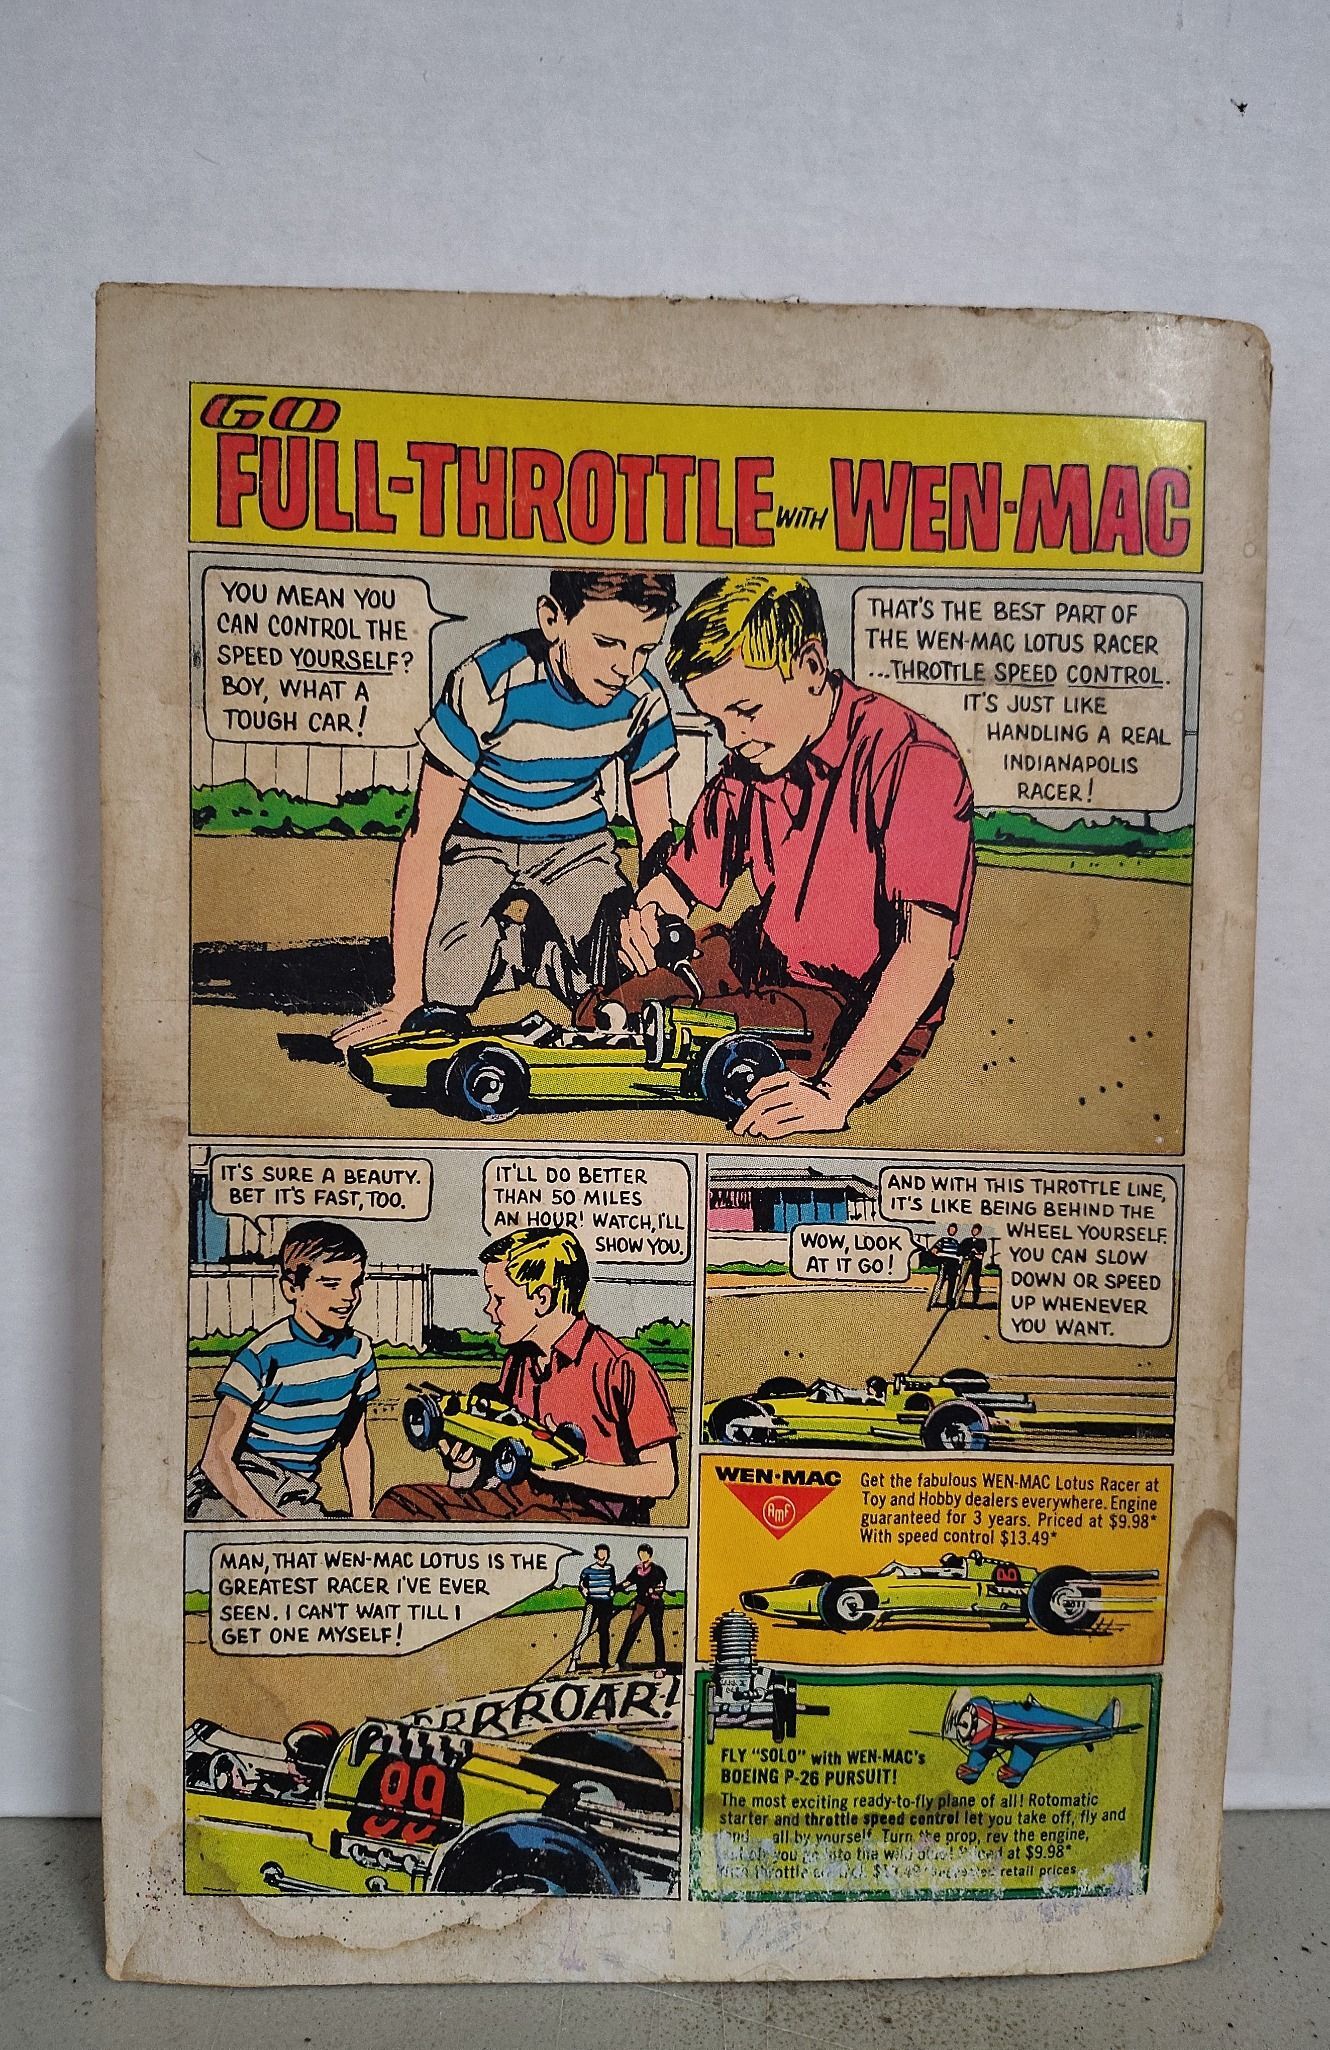 GO
FULL-THROTTLE WITH WEN-MAC
YOU MEAN YOU
CAN CONTROL THE
SPEED YOURSELF?
BOY, WHAT A
TOUGH CAR!
THAT'S THE BEST PART OF
THE WEN-MAC LOTUS RACER
...THROTTLE SPEED CONTROL.
IT'S JUST LIKE
HANDLING A REAL
INDIANAPOLIS
RACER!
IT'S SURE A BEAUTY.
BET IT'S FAST, TOO.
IT'LL DO BETTER
THAN 50 MILES
AN HOUR! WATCH, I'LL
SHOW YOU.
WOW, LOOK
AT IT GO!
AND WITH THIS THROTTLE LINE,
IT'S LIKE BEING BEHIND THE
WHEEL YOURSELF.
YOU CAN SLOW
DOWN OR SPEED
UP WHENEVER
YOU WANT.
MAN, THAT WEN-MAC LOTUS IS THE
GREATEST RACER I'VE EVER
SEEN. I CAN'T WAIT TILL I
GET ONE MYSELF!
RRRROAR!
99
WEN·MAC
AMF
Get the fabulous WEN-MAC Lotus Racer at
Toy and Hobby dealers everywhere. Engine
guaranteed for 3 years. Priced at $9.98*
With speed control $13.49*
99
FLY "SOLO" with WEN-MAC's
BOEING P-26 PURSUIT!
The most exciting ready-to-fly plane of all! Rotomatic
starter and throttle speed control let you take off, fly and
all by yourself. Turn the prop, rev the engine,
you go into the wild at $9.98*
throttle retail prices